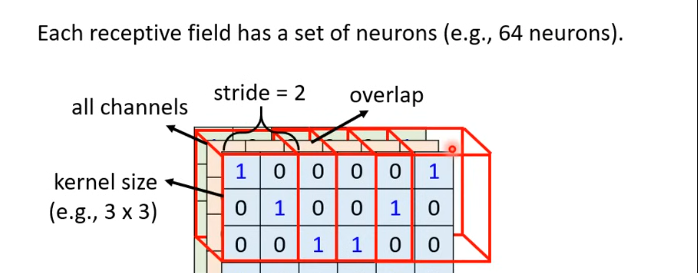 Each receptive field has a set of neurons (e.g., 64 neurons).
stride = 2
overlap
all channels
kernel size
(e.g., 3 x 3)
1 0 0 0 0 1
0 1 0 0 1 0
0 0 1 1 0 0